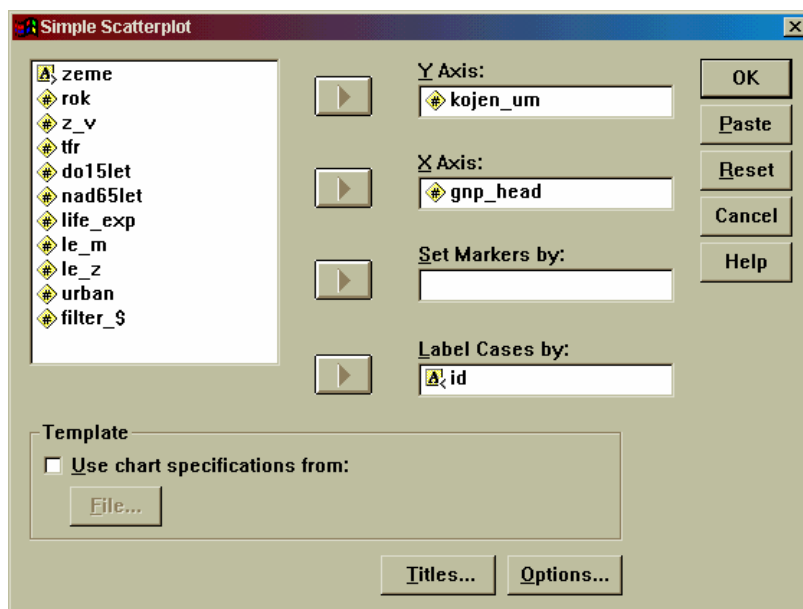 Simple Scatterplot
zeme
rok
z_v
tfr
do15let
nad65let
life_exp
le_m
le_z
urban
filter_$
Y Axis:
kojen_um
X Axis:
gnp_head
Set Markers by:
Label Cases by:
id
OK
Paste
Reset
Cancel
Help
Template
Use chart specifications from:
File...
Titles...
Options...